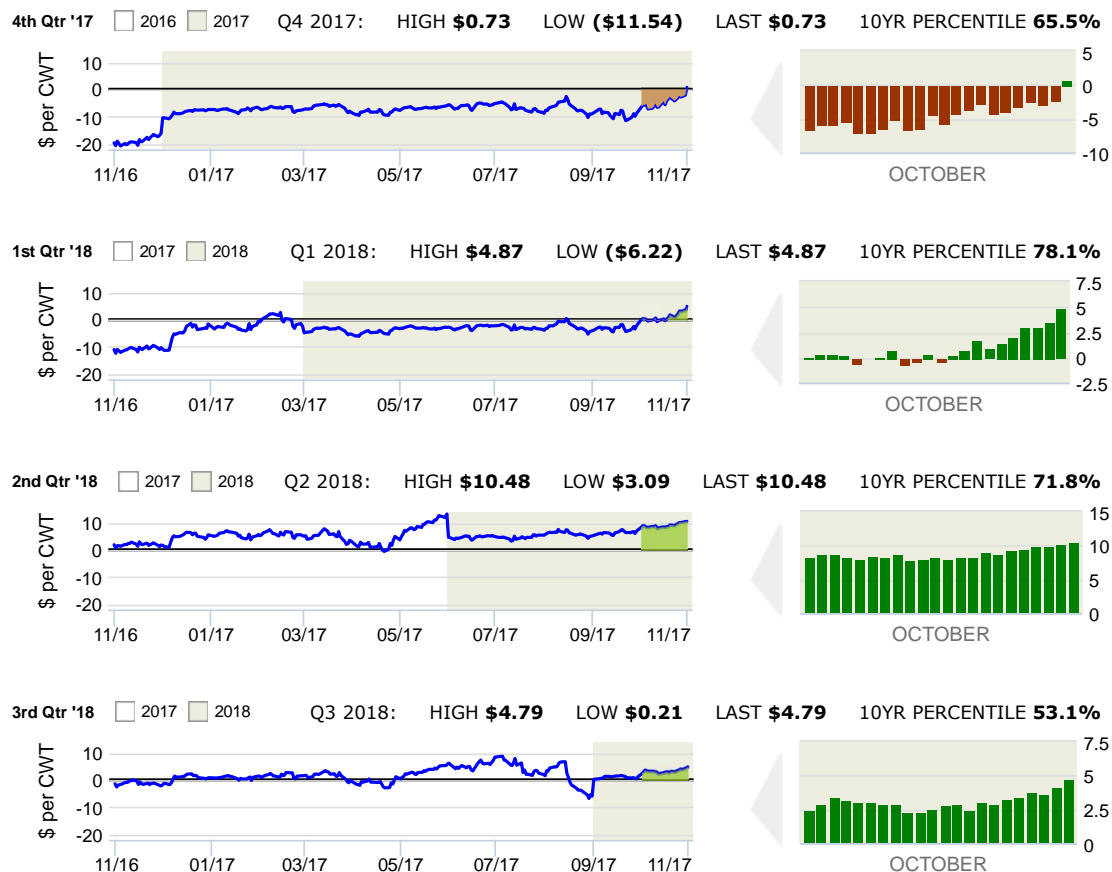 4th Qtr '17 2016 2017 Q4 2017: HIGH $0.73 LOW ($11.54) LAST $0.73 10YR PERCENTILE 65.5%
$ per CWT
10
0
-10
-20
11/16 01/17 03/17 05/17 07/17 09/17 11/17
5
0
-5
-10
OCTOBER
1st Qtr '18 2017 2018 Q1 2018: HIGH $4.87 LOW ($6.22) LAST $4.87 10YR PERCENTILE 78.1%
$ per CWT
10
0
-10
-20
11/16 01/17 03/17 05/17 07/17 09/17 11/17
7.5
5
2.5
0
-2.5
OCTOBER
2nd Qtr '18 2017 2018 Q2 2018: HIGH $10.48 LOW $3.09 LAST $10.48 10YR PERCENTILE 71.8%
$ per CWT
10
0
-10
-20
11/16 01/17 03/17 05/17 07/17 09/17 11/17
15
10
5
0
OCTOBER
3rd Qtr '18 2017 2018 Q3 2018: HIGH $4.79 LOW $0.21 LAST $4.79 10YR PERCENTILE 53.1%
$ per CWT
10
0
-10
-20
11/16 01/17 03/17 05/17 07/17 09/17 11/17
7.5
5
2.5
0
OCTOBER